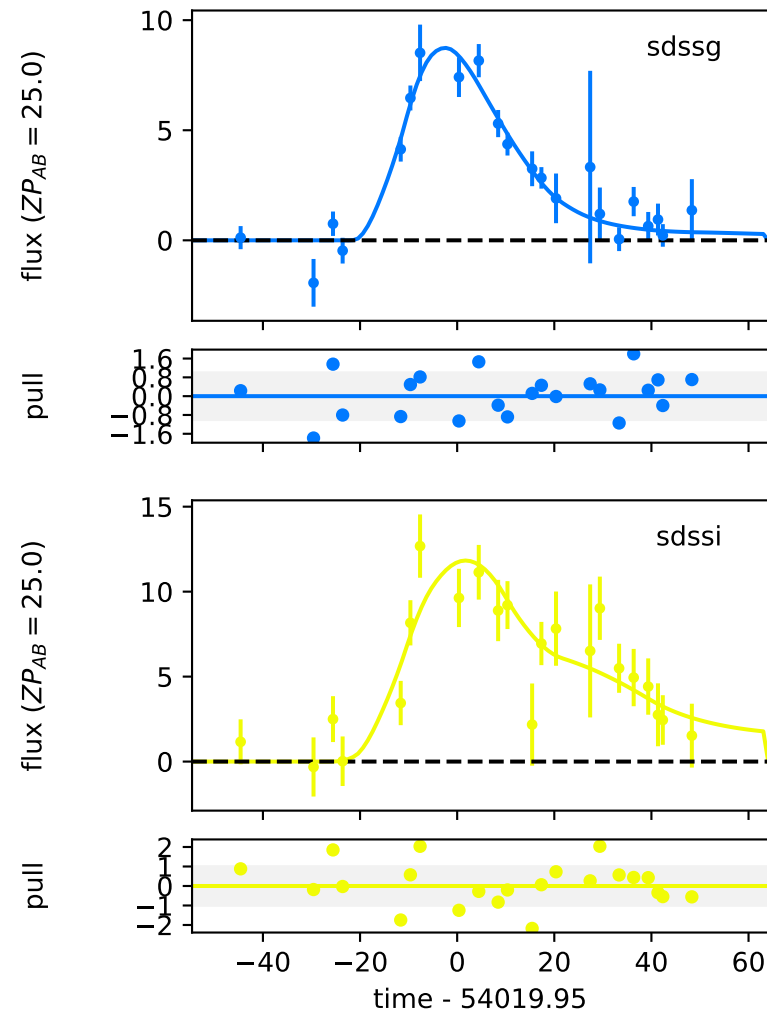 10
sdssg
5
flux (ZP_AB = 25.0)
0
1.6
0.8
pull
0.0
−0.8
−1.6
15
sdssi
10
flux (ZP_AB = 25.0)
5
0
2
1
pull
0
−1
−2
−40 −20 0 20 40 60
time - 54019.95